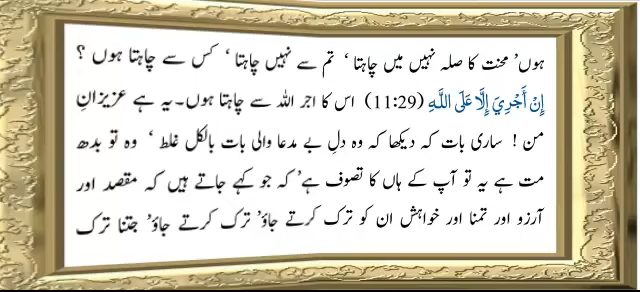 ہوں' محنت کا صلہ نہیں میں چاہتا ' تم سے نہیں چاہتا ' کس سے چاہتا ہوں ؟
إِنْ أَجْرِيَ إِلَّا عَلَى اللَّـهِ (11:29) اس کا اجر اللہ سے چاہتا ہوں۔ یہ ہے عزیزانِ
من ! ساری بات کہ دیکھا کہ وہ دلِ بے مدعا والی بات بالکل غلط ' وہ تو بدھ
مت ہے یہ تو آپ کے ہاں کا تصوف ہے' کہ جو کہے جاتے ہیں کہ مقصد اور
آرزو اور تمنا اور خواہش ان کو ترک کرتے جاؤ' ترک کرتے جاؤ' جتنا ترک